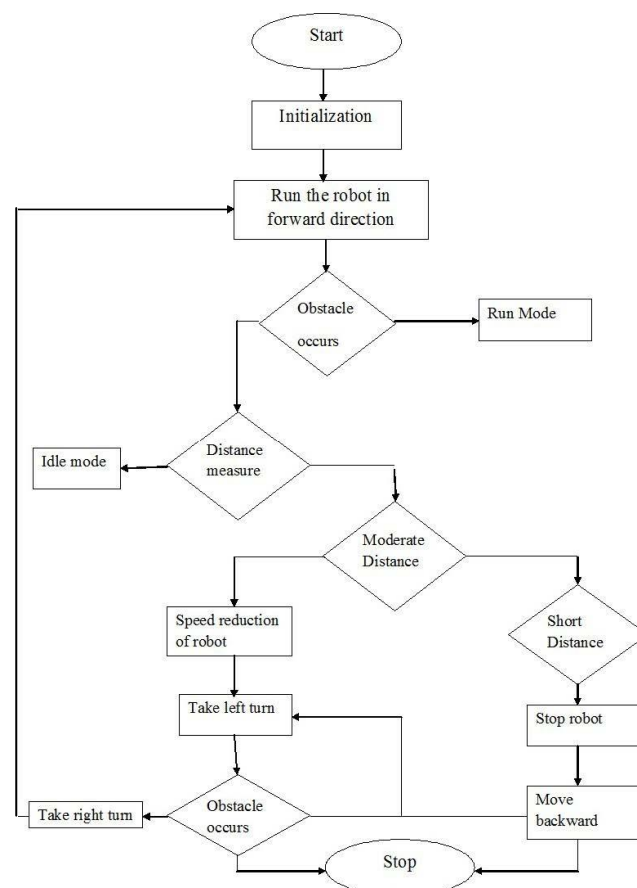 Start
Initialization
Run the robot in
forward direction
Obstacle
occurs
Run Mode
Distance
measure
Idle mode
Moderate
Distance
Speed reduction
of robot
Short
Distance
Take left turn
Stop robot
Take right turn
Obstacle
occurs
Move
backward
Stop